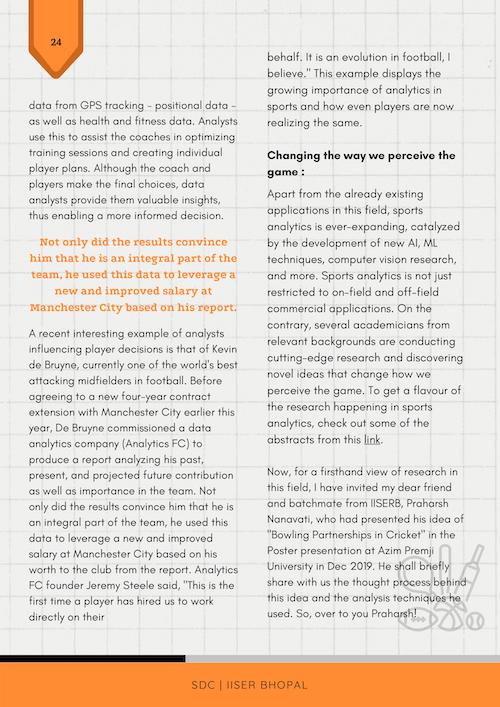 24
data from GPS tracking - positional data -
as well as health and fitness data. Analysts
use this to assist the coaches in optimizing
training sessions and creating individual
player plans. Although the coach and
players make the final choices, data
analysts provide them valuable insights,
thus enabling a more informed decision.
Not only did the results convince
him that he is an integral part of the
team, he used this data to leverage a
new and improved salary at
Manchester City based on his report.
A recent interesting example of analysts
influencing player decisions is that of Kevin
de Bruyne, currently one of the world's best
attacking midfielders in football. Before
agreeing to a new four-year contract
extension with Manchester City earlier this
year, De Bruyne commissioned a data
analytics company (Analytics FC) to
produce a report analyzing his past,
present, and projected future contribution
as well as importance in the team. Not
only did the results convince him that he is
an integral part of the team, he used this
data to leverage a new and improved
salary at Manchester City based on his
worth to the club from the report. Analytics
FC founder Jeremy Steele said, "This is the
first time a player has hired us to work
directly on their
behalf. It is an evolution in football, I
believe." This example displays the
growing importance of analytics in
sports and how even players are now
realizing the same.
Changing the way we perceive the
game :
Apart from the already existing
applications in this field, sports
analytics is ever-expanding, catalyzed
by the development of new AI, ML
techniques, computer vision research,
and more. Sports analytics is not just
restricted to on-field and off-field
commercial applications. On the
contrary, several academicians from
relevant backgrounds are conducting
cutting-edge research and discovering
novel ideas that change how we
perceive the game. To get a flavour of
the research happening in sports
analytics, check out some of the
abstracts from this link.
Now, for a firsthand view of research in
this field, I have invited my dear friend
and batchmate from IISERB, Praharsh
Nanavati, who had presented his idea of
"Bowling Partnerships in Cricket" in the
Poster presentation at Azim Premji
University in Dec 2019. He shall briefly
share with us the thought process behind
this idea and the analysis techniques he
used. So, over to you Praharsh!
SDC | IISER BHOPAL